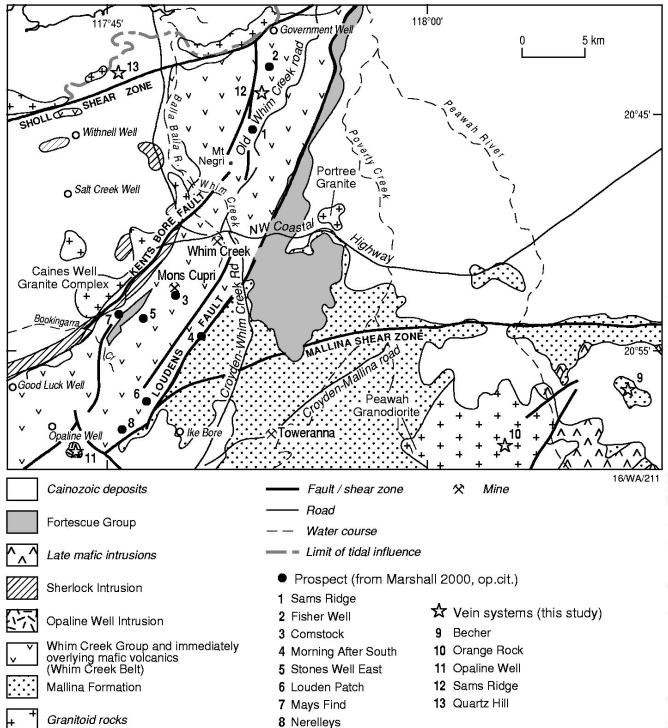 117°45'
118°00'
Government Well
0 5 km
13
2
12
Old Whim Creek road
SHOLL SHEAR ZONE
Balla Balla R.
Peawah River
20°45'
1
Withnell Well
Mt
Negri
Poverty Creek
Portree
Granite
Salt Creek Well
Whim Creek
KENTS BORE FAULT
NW Coastal Highway
Whim Creek
Caines Well
Granite Complex
Mons Cupri
3
Bookingarra
7
5
Cr.
4
LOUDENS FAULT
Croyden-Whim Creek Rd
MALLINA SHEAR ZONE
20°55'
Croyden-Mallina road
9
Good Luck Well
6
Peawah
Granodiorite
8
Opaline Well
Ike Bore
Toweranna
10
11
16/WA/211
Cainozoic deposits
Fortescue Group
Late mafic intrusions
Sherlock Intrusion
Opaline Well Intrusion
Whim Creek Group and immediately
overlying mafic volcanics
(Whim Creek Belt)
Mallina Formation
Granitoid rocks
Fault / shear zone
Road
Water course
Limit of tidal influence
Mine
Prospect (from Marshall 2000, op.cit.)
1 Sams Ridge
2 Fisher Well
3 Comstock
4 Morning After South
5 Stones Well East
6 Louden Patch
7 Mays Find
8 Nerelleys
Vein systems (this study)
9 Becher
10 Orange Rock
11 Opaline Well
12 Sams Ridge
13 Quartz Hill